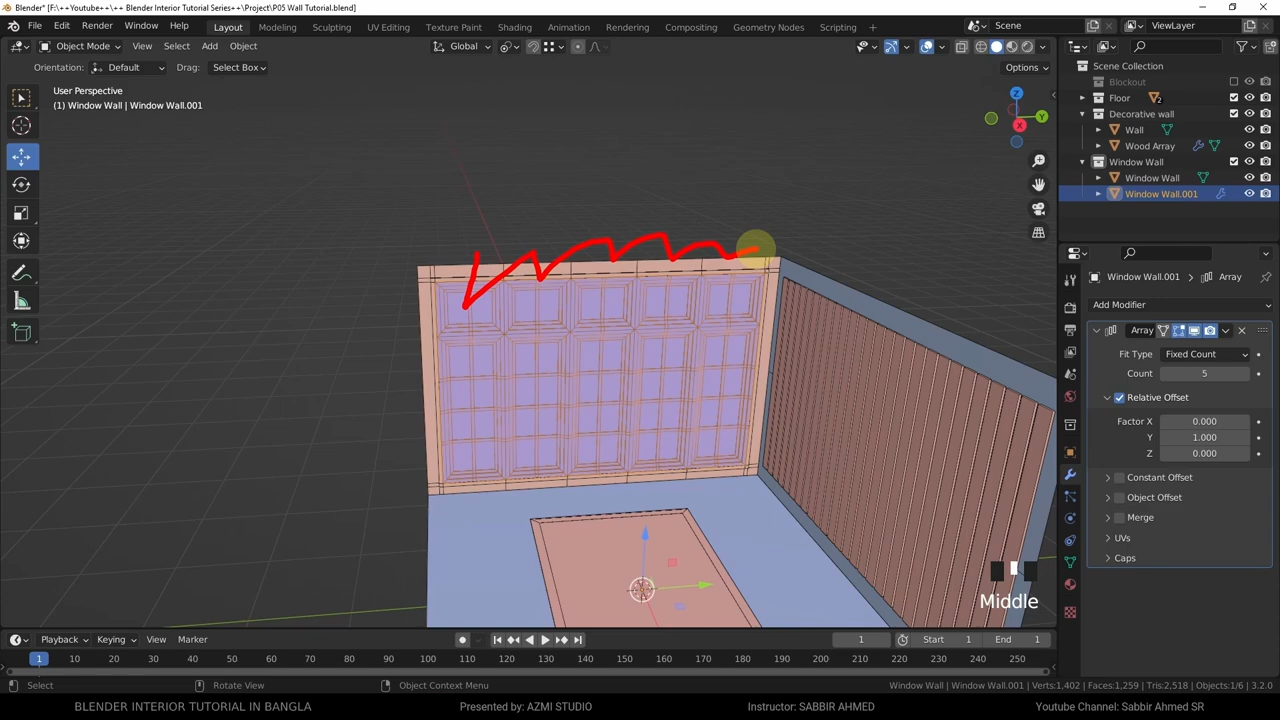 Blender* [F:\++Youtube++\++ Blender Interior Tutorial Series++\Project\P05 Wall Tutorial.blend]
File Edit Render Window Help Layout Modeling Sculpting UV Editing Texture Paint Shading Animation Rendering Compositing Geometry Nodes Scripting + Scene ViewLayer
Object Mode View Select Add Object Global
Orientation: Default Drag: Select Box Options
User Perspective
(1) Window Wall | Window Wall.001
Z
Y
X
Scene Collection
Blockout
Floor 2
Decorative wall
Wall
Wood Array
Window Wall
Window Wall
Window Wall.001
Window Wall.001 Array
Add Modifier
Array
Fit Type Fixed Count
Count 5
Relative Offset
Factor X 0.000
Y 1.000
Z 0.000
Constant Offset
Object Offset
Merge
UVs
Caps
Middle
Playback Keying View Marker 1 Start 1 End 1
1 10 20 30 40 50 60 70 80 90 100 110 120 130 140 150 160 170 180 190 200 210 220 230 240 250
Select Rotate View Object Context Menu Window Wall | Window Wall.001 | Verts:1,402 | Faces:1,259 | Tris:2,518 | Objects:1/6 | 3.2.0
BLENDER INTERIOR TUTORIAL IN BANGLA Presented by: AZMI STUDIO Instructor: SABBIR AHMED Youtube Channel: Sabbir Ahmed SR